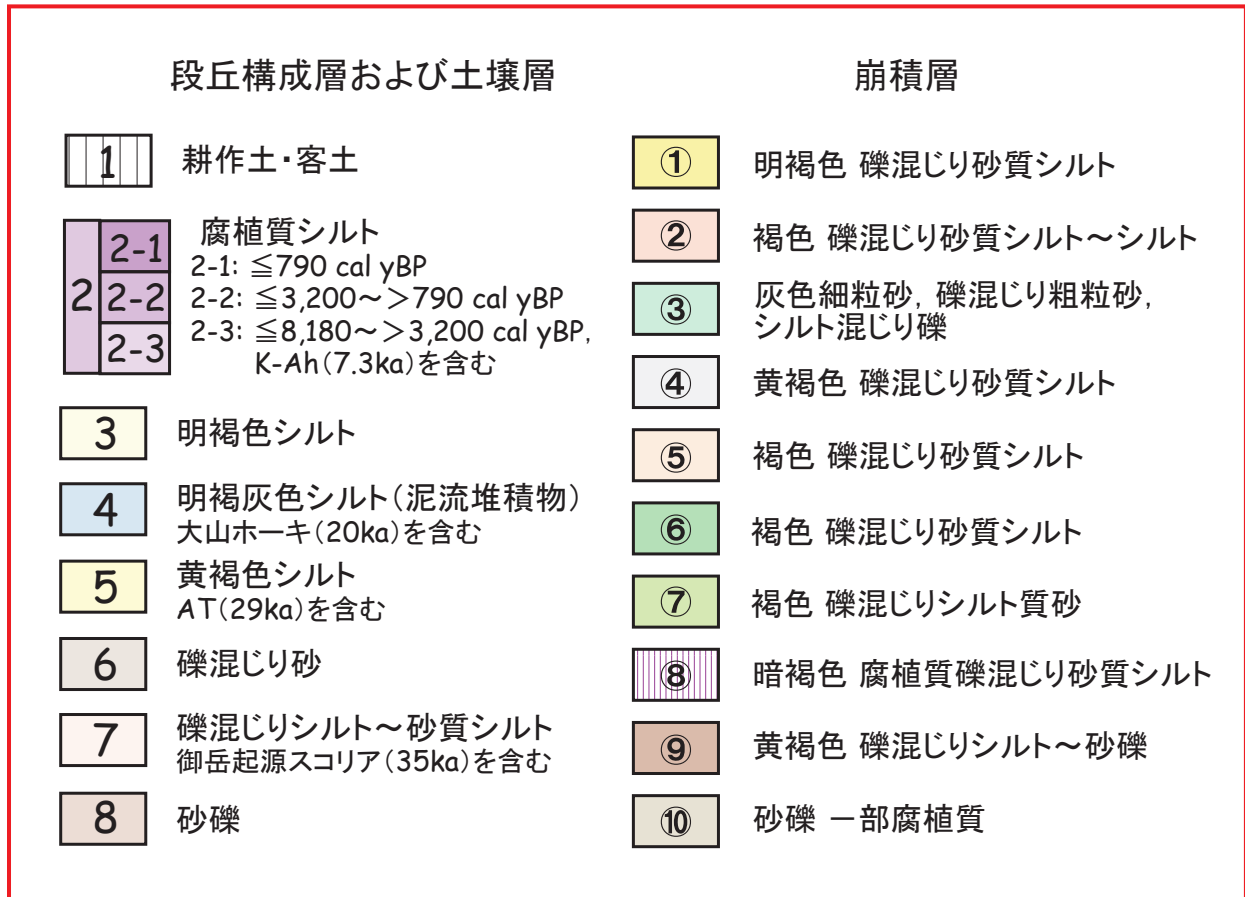 段丘構成層および土壌層
1 耕作土・客土
2 2-1 2-2 2-3 腐植質シルト
2-1: ≦790 cal yBP
2-2: ≦3,200～＞790 cal yBP
2-3: ≦8,180～＞3,200 cal yBP,
K-Ah（7.3ka）を含む
3 明褐色シルト
4 明褐灰色シルト（泥流堆積物）
大山ホーキ（20ka）を含む
5 黄褐色シルト
AT（29ka）を含む
6 礫混じり砂
7 礫混じりシルト～砂質シルト
御岳起源スコリア（35ka）を含む
8 砂礫
崩積層
① 明褐色 礫混じり砂質シルト
② 褐色 礫混じり砂質シルト～シルト
③ 灰色細粒砂，礫混じり粗粒砂，
シルト混じり礫
④ 黄褐色 礫混じり砂質シルト
⑤ 褐色 礫混じり砂質シルト
⑥ 褐色 礫混じり砂質シルト
⑦ 褐色 礫混じりシルト質砂
⑧ 暗褐色 腐植質礫混じり砂質シルト
⑨ 黄褐色 礫混じりシルト～砂礫
⑩ 砂礫 一部腐植質